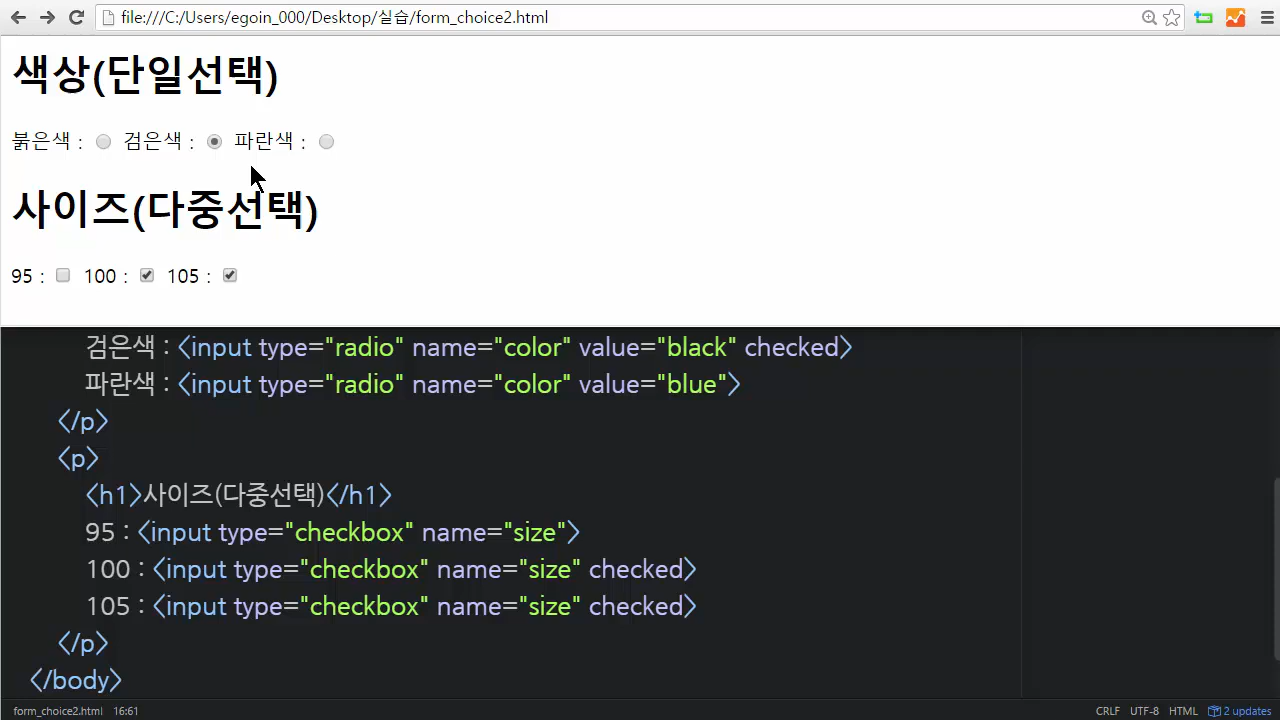 file:///C:/Users/egoin_000/Desktop/실습/form_choice2.html
색상(단일선택)
붉은색 : 검은색 : 파란색 :
사이즈(다중선택)
95 : 100 : 105 :
검은색 : <input type="radio" name="color" value="black" checked>
파란색 : <input type="radio" name="color" value="blue">
</p>
<p>
<h1>사이즈(다중선택)</h1>
95 : <input type="checkbox" name="size">
100 : <input type="checkbox" name="size" checked>
105 : <input type="checkbox" name="size" checked>
</p>
</body>
form_choice2.html 16:61 CRLF UTF-8 HTML 2 updates